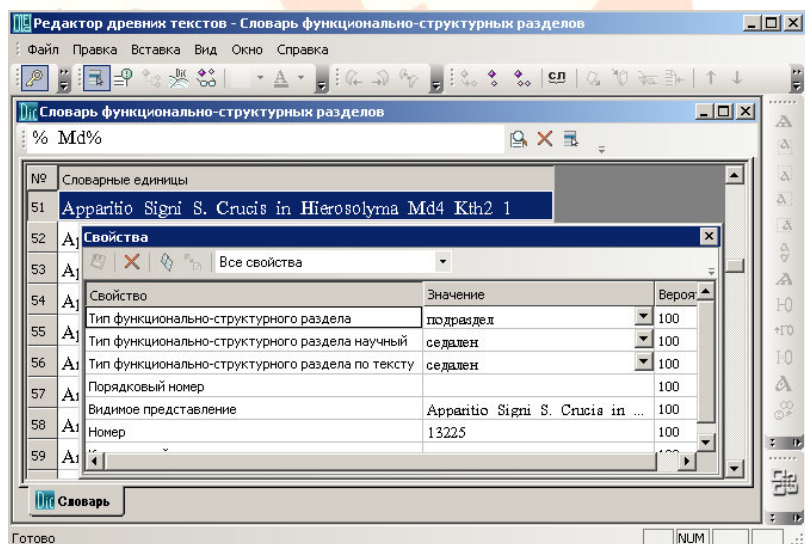 Редактор древних текстов - Словарь функционально-структурных разделов
Файл Правка Вставка Вид Окно Справка
СЛ
Словарь функционально-структурных разделов
% Md%
№ Словарные единицы
51 Apparitio Signi S. Crucis in Hierosolyma Md4 Kth2 1
52
Свойства
53
Все свойства
54 Свойство Значение
Тип функционально-структурного раздела подраздел 100
55
Тип функционально-структурного раздела научный седален 100
56 Тип функционально-структурного раздела по тексту седален 100
57 Порядковый номер 100
Видимое представление Apparitio Signi S. Crucis in ... 100
58
Номер 13225 100
59
Словарь
Готово NUM